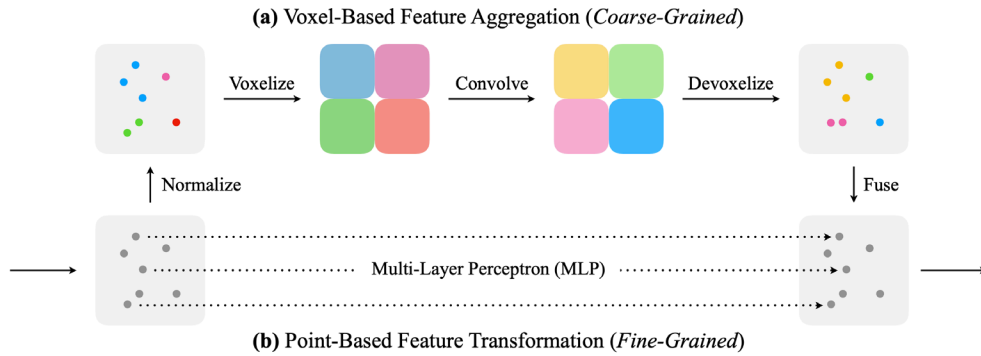 (a) Voxel-Based Feature Aggregation (Coarse-Grained)
Voxelize
Convolve
Devoxelize
Normalize
Fuse
Multi-Layer Perceptron (MLP)
(b) Point-Based Feature Transformation (Fine-Grained)